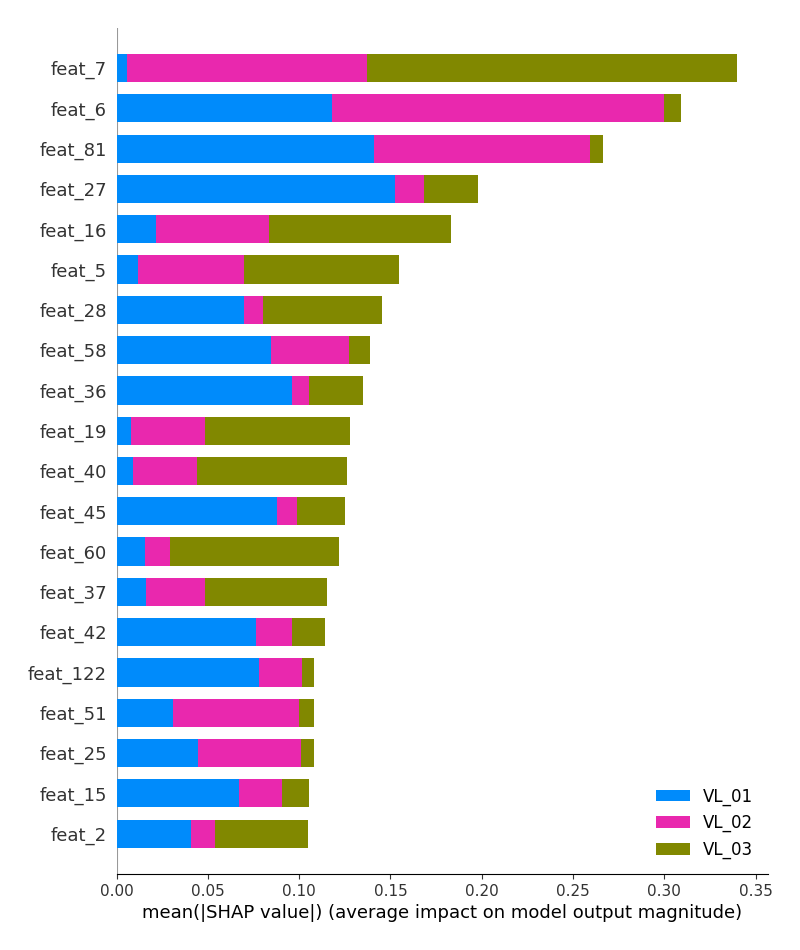 feat_7
feat_6
feat_81
feat_27
feat_16
feat_5
feat_28
feat_58
feat_36
feat_19
feat_40
feat_45
feat_60
feat_37
feat_42
feat_122
feat_51
feat_25
feat_15
feat_2
VL_01
VL_02
VL_03
0.00 0.05 0.10 0.15 0.20 0.25 0.30 0.35
mean(|SHAP value|) (average impact on model output magnitude)